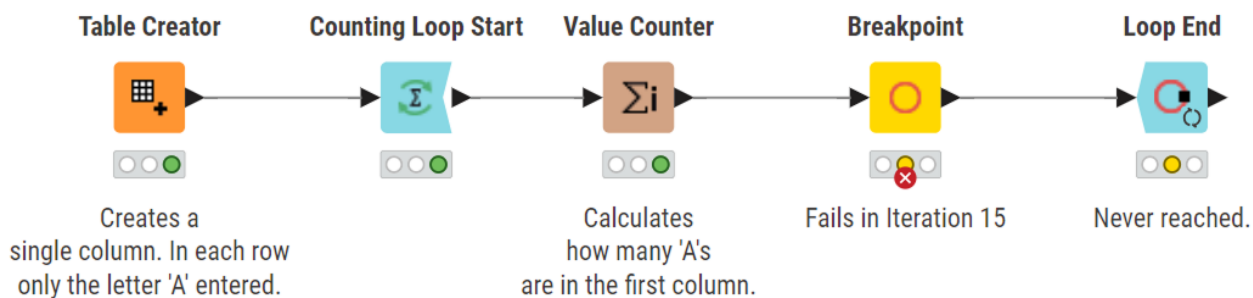 Table Creator
Counting Loop Start
Value Counter
Breakpoint
Loop End
Σ
Σi
Creates a
single column. In each row
only the letter 'A' entered.
Calculates
how many 'A's
are in the first column.
Fails in Iteration 15
Never reached.